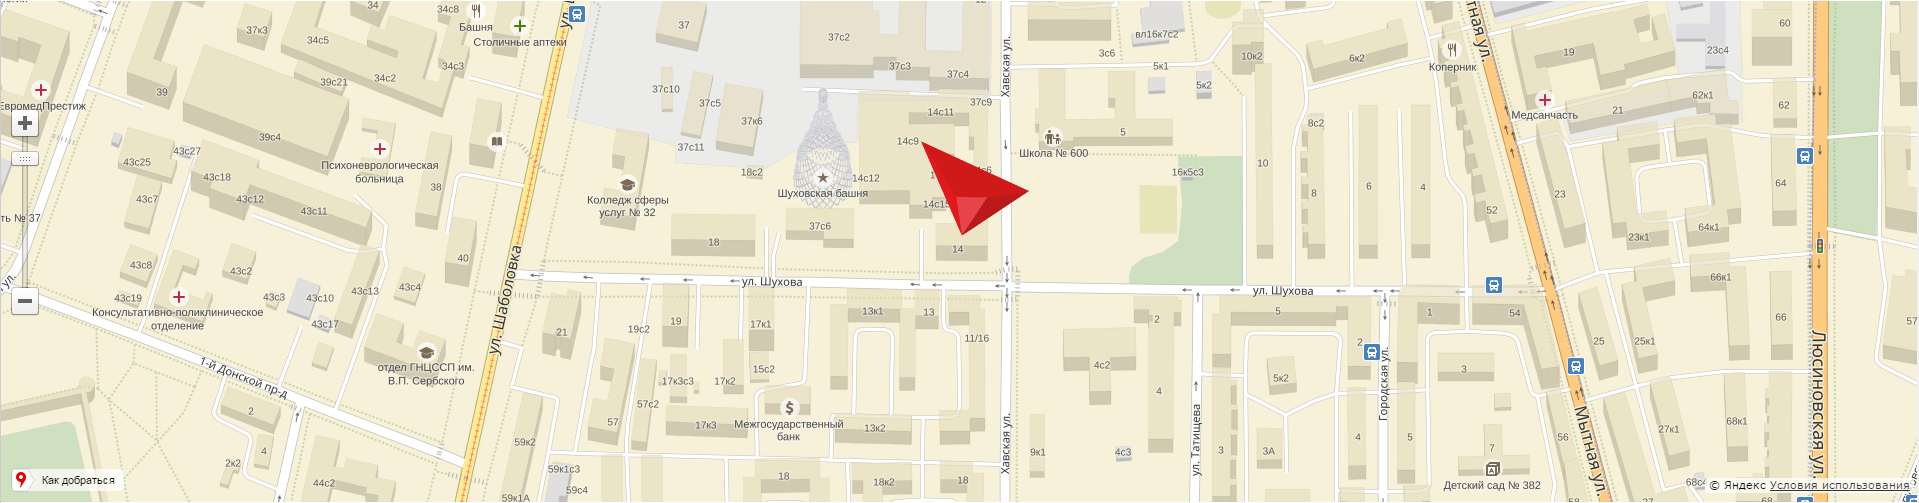 34
34с8
Башня
Столичные аптеки
ул.
37
37с2
37с3
37с4
Хавская ул.
вл16к7с2
3с6
5к1
10к2
6к2
Коперник
Мытная ул.
19
23с4
60
37к3
34с5
34с3
39с21
34с2
39
ЕвромедПрестиж
39с4
37с10
37с5
37к6
37с11
14с11
37с9
14с9
5к2
5
Школа № 600
8с2
Медсанчасть
21
62к1
62
43с25
43с27
43с18
43с12
43с11
43с7
Психоневрологическая
больница
38
18с2
Колледж сферы
услуг № 32
Шуховская башня
14с12
14с15
14
16к5с3
10
8
6
4
52
23
64
64к1
23к1
ть № 37
18
37с6
43с8
43с2
43с13
43с4
40
43с19
43с3
43с10
43с17
Консультативно-поликлиническое
отделение
ул. Шаболовка
ул. Шухова
ул. Шухова
66к1
66
21
19с2
19
17к1
13к1
13
11/16
2
5
1
54
25
25к1
57
Люсиновская ул.
1-й Донской пр-д
отдел ГНЦССП им.
В.П. Сербского
17к3с3
17к2
15с2
4с2
4
2
Городская ул.
5к2
3
2
4
2к2
57
57с2
17к3
Межгосударственный
банк
13к2
59к2
Хавская ул.
9к1
4с3
ул. Татищева
3
3А
4
5
7
Детский сад № 382
56
Мытная ул.
68к1
68с4
44с2
59к1с3
59с4
59к1А
18
18к2
18
Как добраться
© Яндекс Условия использования